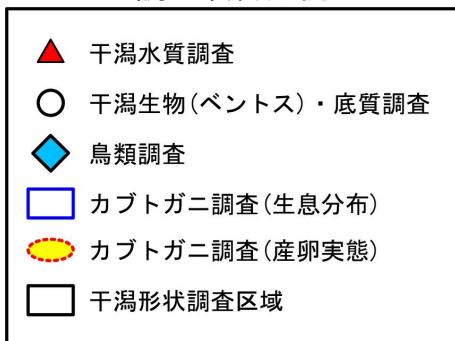 干潟水質調査
干潟生物(ベントス)・底質調査
鳥類調査
カブトガニ調査(生息分布)
カブトガニ調査(産卵実態)
干潟形状調査区域